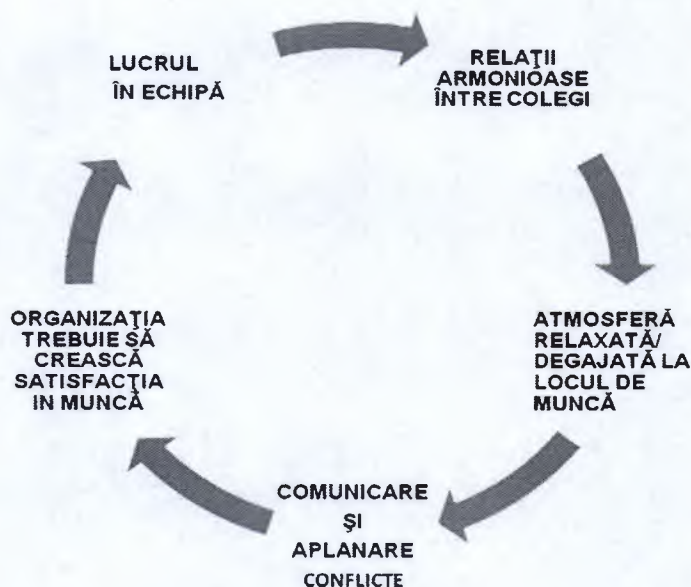 LUCRUL
ÎN ECHIPĂ
RELAŢII
ARMONIOASE
ÎNTRE COLEGI
ATMOSFERĂ
RELAXATĂ/
DEGAJATĂ LA
LOCUL DE
MUNCĂ
COMUNICARE
ŞI
APLANARE
CONFLICTE
ORGANIZAŢIA
TREBUIE SĂ
CREASCĂ
SATISFACŢIA
IN MUNCĂ